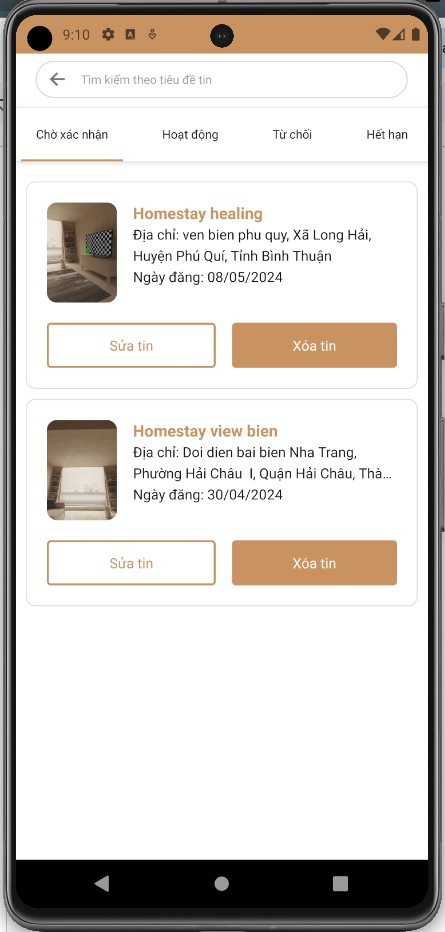 9:10
Tìm kiếm theo tiêu đề tin
Chờ xác nhận Hoạt động Từ chối Hết hạn
Homestay healing
Địa chỉ: ven bien phu quy, Xã Long Hải,
Huyện Phú Quí, Tỉnh Bình Thuận
Ngày đăng: 08/05/2024
Sửa tin Xóa tin
Homestay view bien
Địa chỉ: Doi dien bai bien Nha Trang,
Phường Hải Châu I, Quận Hải Châu, Thà...
Ngày đăng: 30/04/2024
Sửa tin Xóa tin